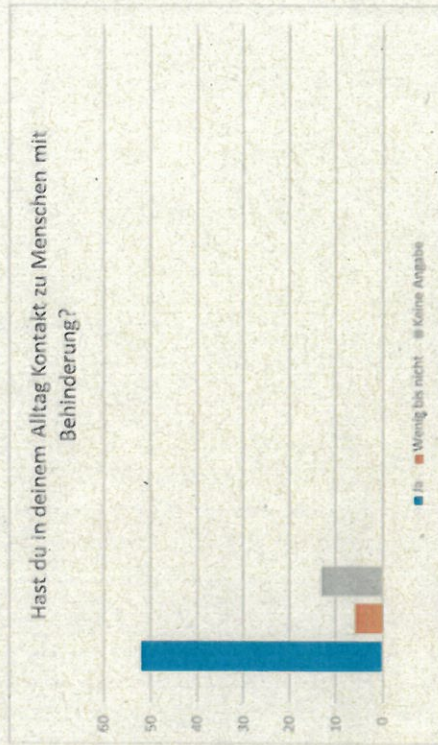 Hast du in deinem Alltag Kontakt zu Menschen mit
Behinderung?
60
50
40
30
20
10
0
Ja Wenig bis nicht Keine Angabe